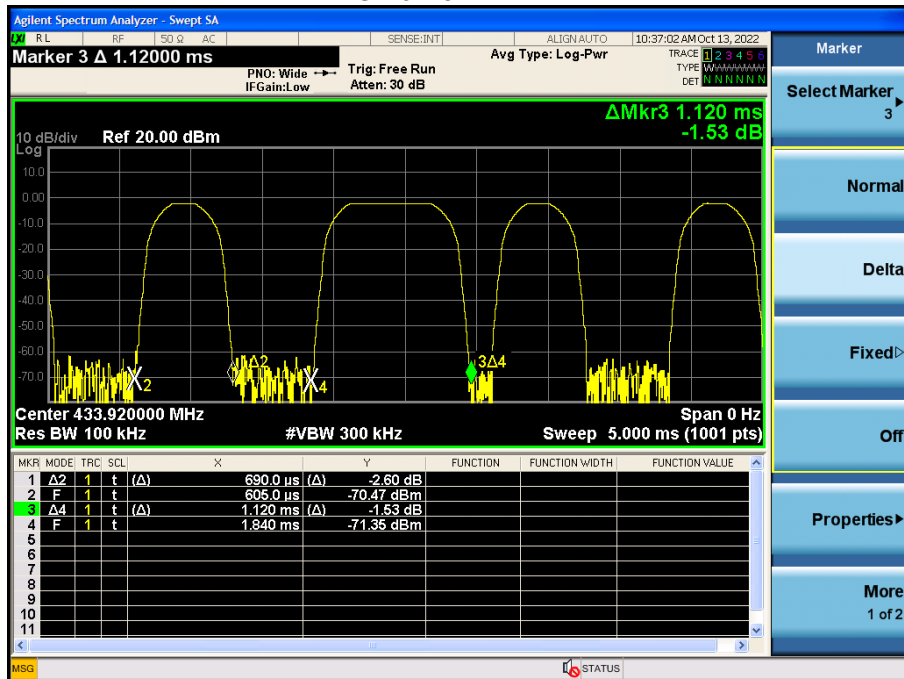 Agilent Spectrum Analyzer - Swept SA
LXI RL RF 50 Ω AC SENSE:INT ALIGN AUTO 10:37:02 AM Oct 13, 2022
Marker 3 Δ 1.12000 ms
PNO: Wide
IFGain:Low
Trig: Free Run
Atten: 30 dB
Avg Type: Log-Pwr
TRACE 1 2 3 4 5 6
TYPE WWWWWW
DET N N N N N N
ΔMkr3 1.120 ms
-1.53 dB
10 dB/div Ref 20.00 dBm
Log
10.0
0.00
-10.0
-20.0
-30.0
-40.0
-50.0
-60.0
-70.0
X2
1Δ2
X4
3Δ4
Center 433.920000 MHz Span 0 Hz
Res BW 100 kHz #VBW 300 kHz Sweep 5.000 ms (1001 pts)
MKR MODE TRC SCL X Y FUNCTION FUNCTION WIDTH FUNCTION VALUE
1 Δ2 1 t (Δ) 690.0 µs (Δ) -2.60 dB
2 F 1 t 605.0 µs -70.47 dBm
3 Δ4 1 t (Δ) 1.120 ms (Δ) -1.53 dB
4 F 1 t 1.840 ms -71.35 dBm
5
6
7
8
9
10
11
MSG STATUS
Marker
Select Marker
3
Normal
Delta
Fixed
Off
Properties
More
1 of 2